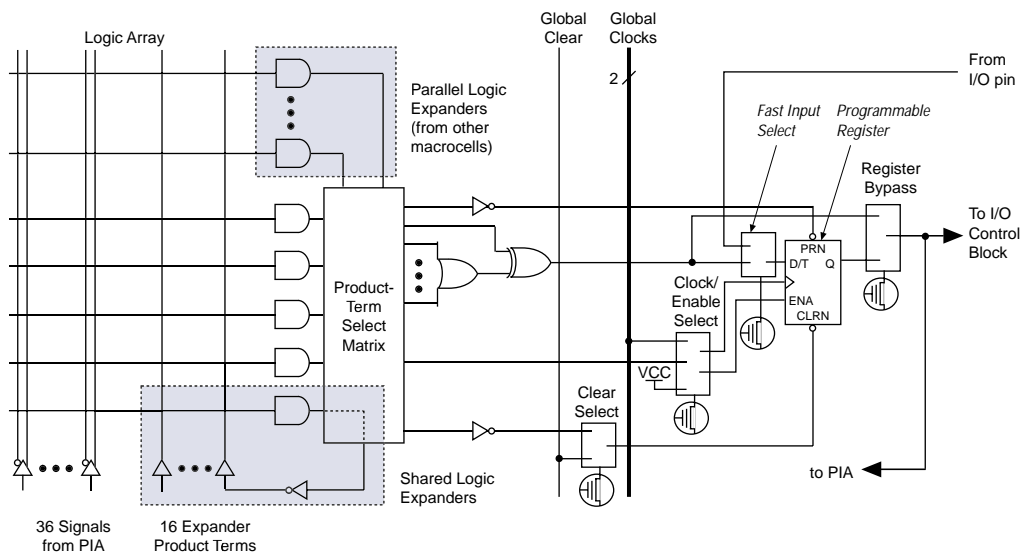 Logic Array
Global
Clear
Global
Clocks
2
From
I/O pin
Parallel Logic
Expanders
(from other
macrocells)
Fast Input
Select
Programmable
Register
Register
Bypass
To I/O
Control
Block
PRN
D/T
Q
ENA
CLRN
Product-
Term
Select
Matrix
Clock/
Enable
Select
VCC
Clear
Select
to PIA
Shared Logic
Expanders
36 Signals
from PIA
16 Expander
Product Terms